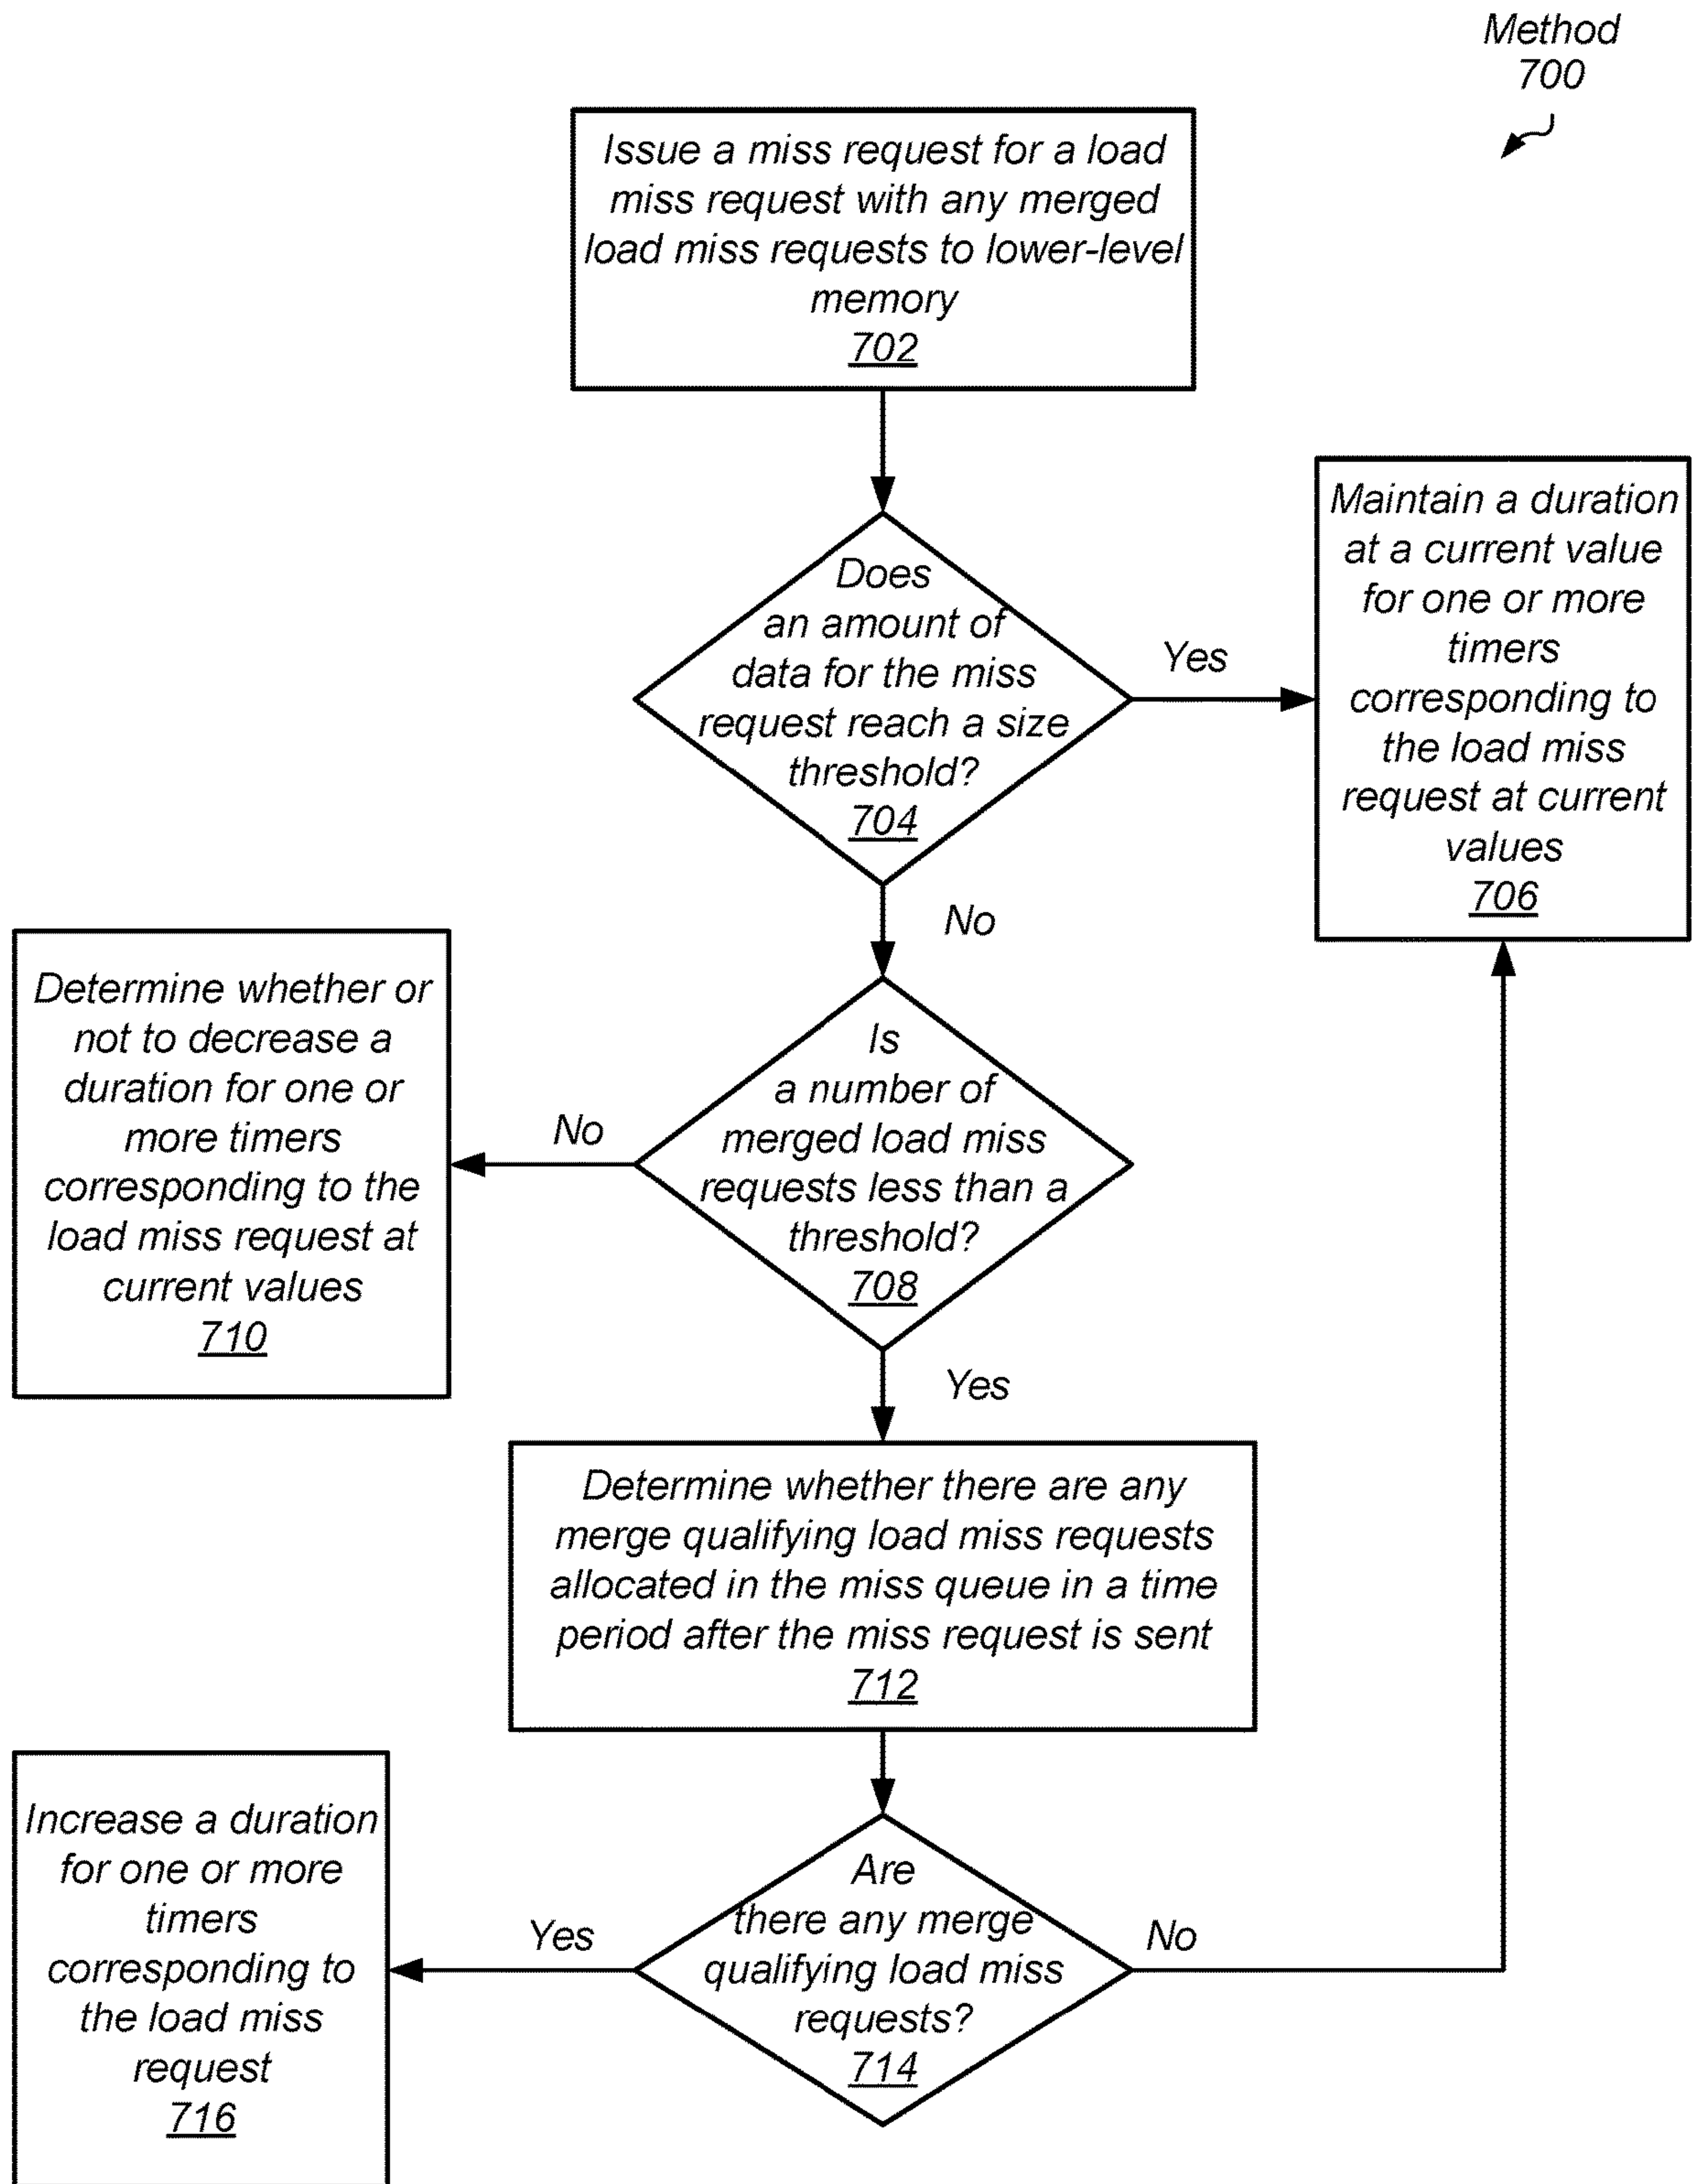 Method
700
Issue a miss request for a load
miss request with any merged
load miss requests to lower-level
memory
702
Does
an amount of
data for the miss
request reach a size
threshold?
704
Yes
Maintain a duration
at a current value
for one or more
timers
corresponding to
the load miss
request at current
values
706
No
Is
a number of
merged load miss
requests less than a
threshold?
708
No
Determine whether or
not to decrease a
duration for one or
more timers
corresponding to the
load miss request at
current values
710
Yes
Determine whether there are any
merge qualifying load miss requests
allocated in the miss queue in a time
period after the miss request is sent
712
Are
there any merge
qualifying load miss
requests?
714
Yes
No
Increase a duration
for one or more
timers
corresponding to
the load miss
request
716